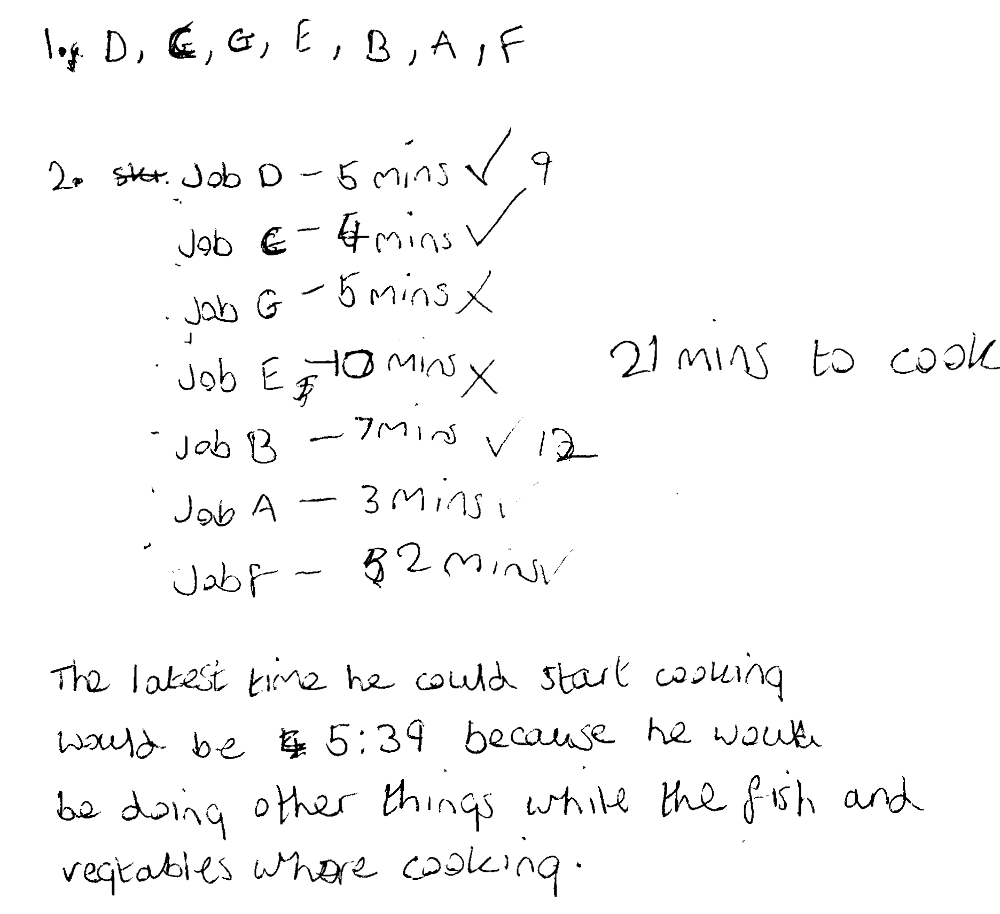 1. D, C, G, E, B, A, F
2. Job D - 5 mins ✓ 9
Job C - 4 mins ✓
Job G - 5 mins X
Job E - 10 mins X
21 mins to cook
Job B - 7 mins ✓ 12
Job A - 3 mins
Job F - 2 mins ✓
The latest time he could start cooking
would be 5:39 because he would
be doing other things while the fish and
vegtables where cooking.